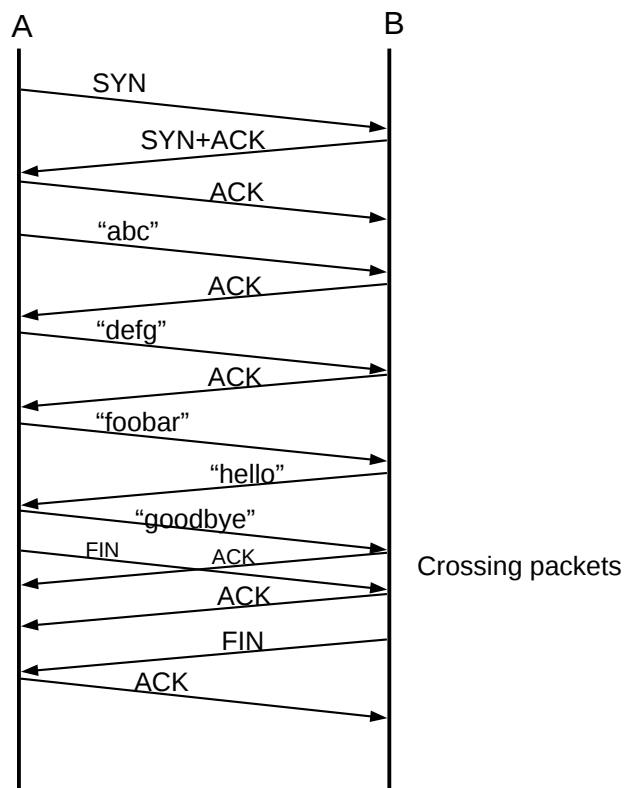 A
B
SYN
SYN+ACK
ACK
“abc”
ACK
“defg”
ACK
“foobar”
“hello”
“goodbye”
FIN
ACK
Crossing packets
ACK
FIN
ACK